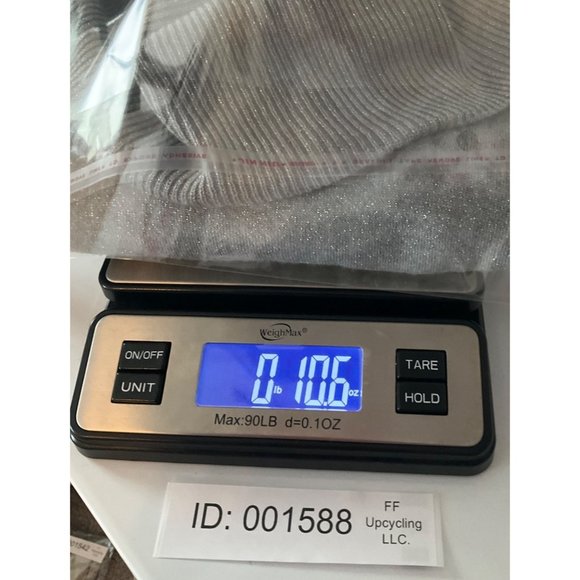 WeighMax®
ON/OFF
UNIT
0 lb 10.6 oz
TARE
HOLD
Max:90LB d=0.1OZ
ID: 001588
FF
Upcycling
LLC.